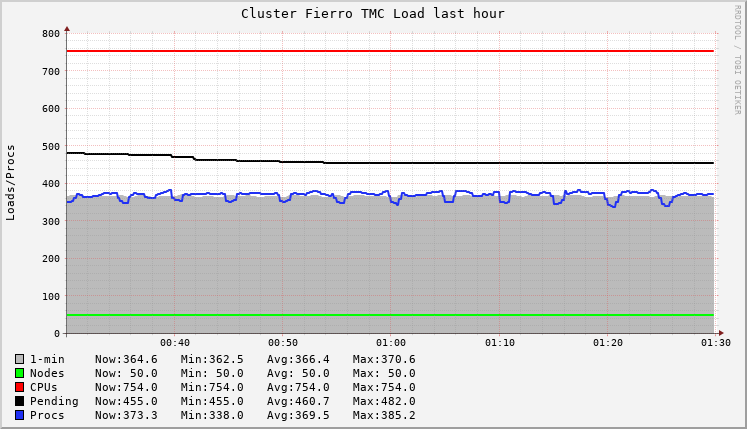 Cluster Fierro TMC Load last hour
RRDTOOL / TOBI OETIKER
Loads/Procs
800
700
600
500
400
300
200
100
0
00:40 00:50 01:00 01:10 01:20 01:30
1-min Now:364.6 Min:362.5 Avg:366.4 Max:370.6
Nodes Now: 50.0 Min: 50.0 Avg: 50.0 Max: 50.0
CPUs Now:754.0 Min:754.0 Avg:754.0 Max:754.0
Pending Now:455.0 Min:455.0 Avg:460.7 Max:482.0
Procs Now:373.3 Min:338.0 Avg:369.5 Max:385.2